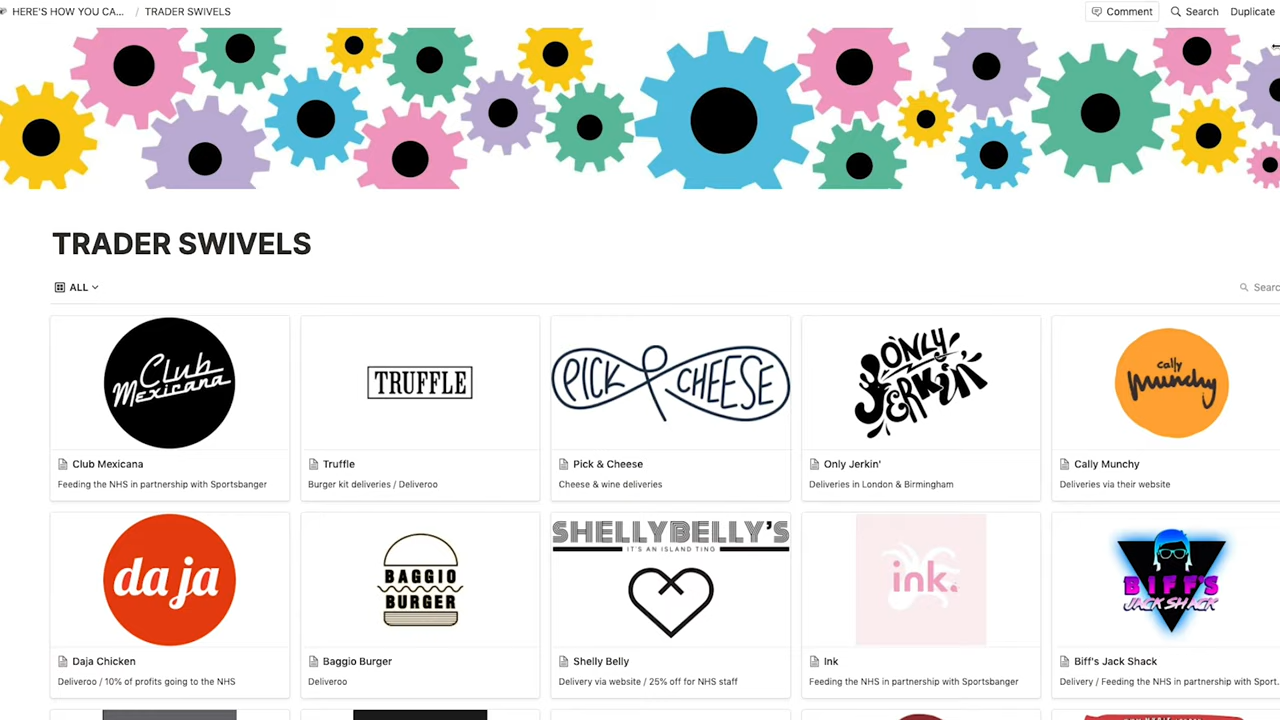 HERE'S HOW YOU CA... / TRADER SWIVELS
Comment
Search
Duplicate
TRADER SWIVELS
ALL
Searc
Club Mexicana
TRUFFLE
PICK & CHEESE
ONLY JERKIN'
cally munchy
Club Mexicana
Feeding the NHS in partnership with Sportsbanger
Truffle
Burger kit deliveries / Deliveroo
Pick & Cheese
Cheese & wine deliveries
Only Jerkin'
Deliveries in London & Birmingham
Cally Munchy
Deliveries via their website
daja
BAGGIO
BURGER
SHELLYBELLY'S
IT'S AN ISLAND TING
ink.
BIFF'S
JACK SHACK
Daja Chicken
Deliveroo / 10% of profits going to the NHS
Baggio Burger
Deliveroo
Shelly Belly
Delivery via website / 25% off for NHS staff
Ink
Feeding the NHS in partnership with Sportsbanger
Biff's Jack Shack
Delivery / Feeding the NHS in partnership with Sport.